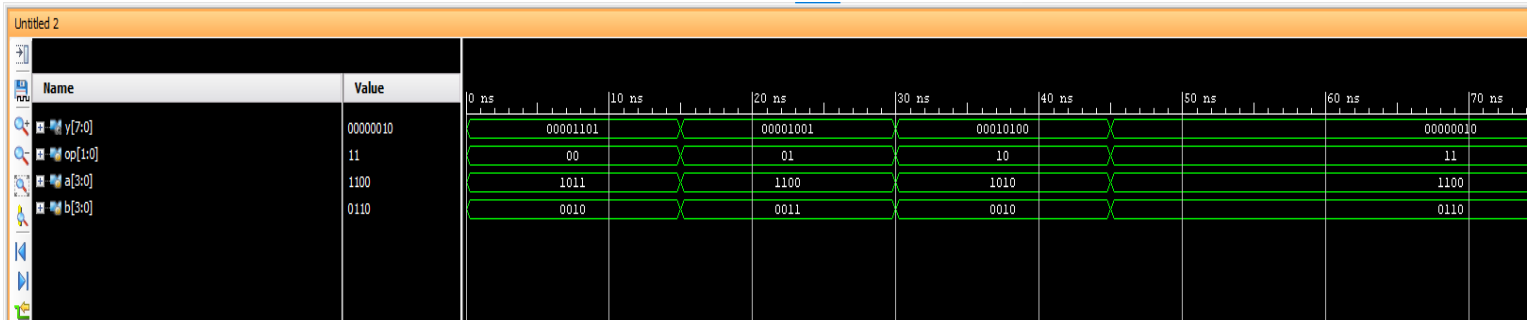 Untitled 2
Name Value 0 ns 10 ns 20 ns 30 ns 40 ns 50 ns 60 ns 70 ns
y[7:0] 00000010 00001101 00001001 00010100 00000010
op[1:0] 11 00 01 10 11
a[3:0] 1100 1011 1100 1010 1100
b[3:0] 0110 0010 0011 0010 0110